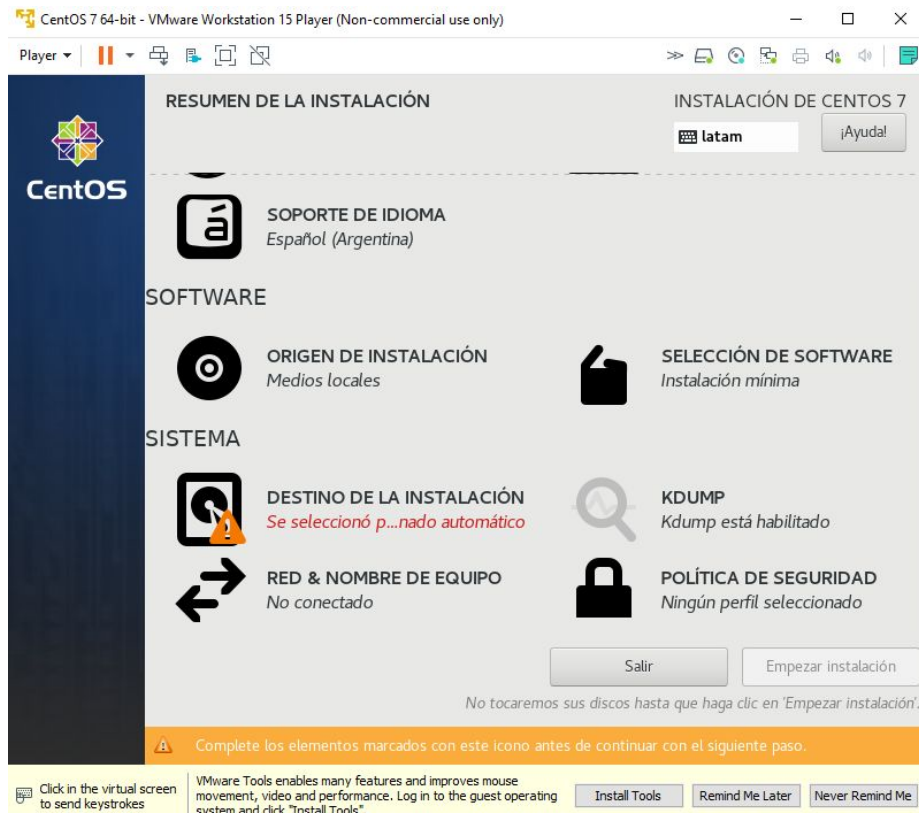 CentOS 7 64-bit - VMware Workstation 15 Player (Non-commercial use only)
Player
RESUMEN DE LA INSTALACIÓN
INSTALACIÓN DE CENTOS 7
latam
¡Ayuda!
CentOS
SOPORTE DE IDIOMA
Español (Argentina)
SOFTWARE
ORIGEN DE INSTALACIÓN
Medios locales
SELECCIÓN DE SOFTWARE
Instalación mínima
SISTEMA
DESTINO DE LA INSTALACIÓN
Se seleccionó p...nado automático
KDUMP
Kdump está habilitado
RED & NOMBRE DE EQUIPO
No conectado
POLÍTICA DE SEGURIDAD
Ningún perfil seleccionado
Salir
Empezar instalación
No tocaremos sus discos hasta que haga clic en 'Empezar instalación'.
Complete los elementos marcados con este icono antes de continuar con el siguiente paso.
Click in the virtual screen
to send keystrokes
VMware Tools enables many features and improves mouse
movement, video and performance. Log in to the guest operating
system and click "Install Tools".
Install Tools
Remind Me Later
Never Remind Me